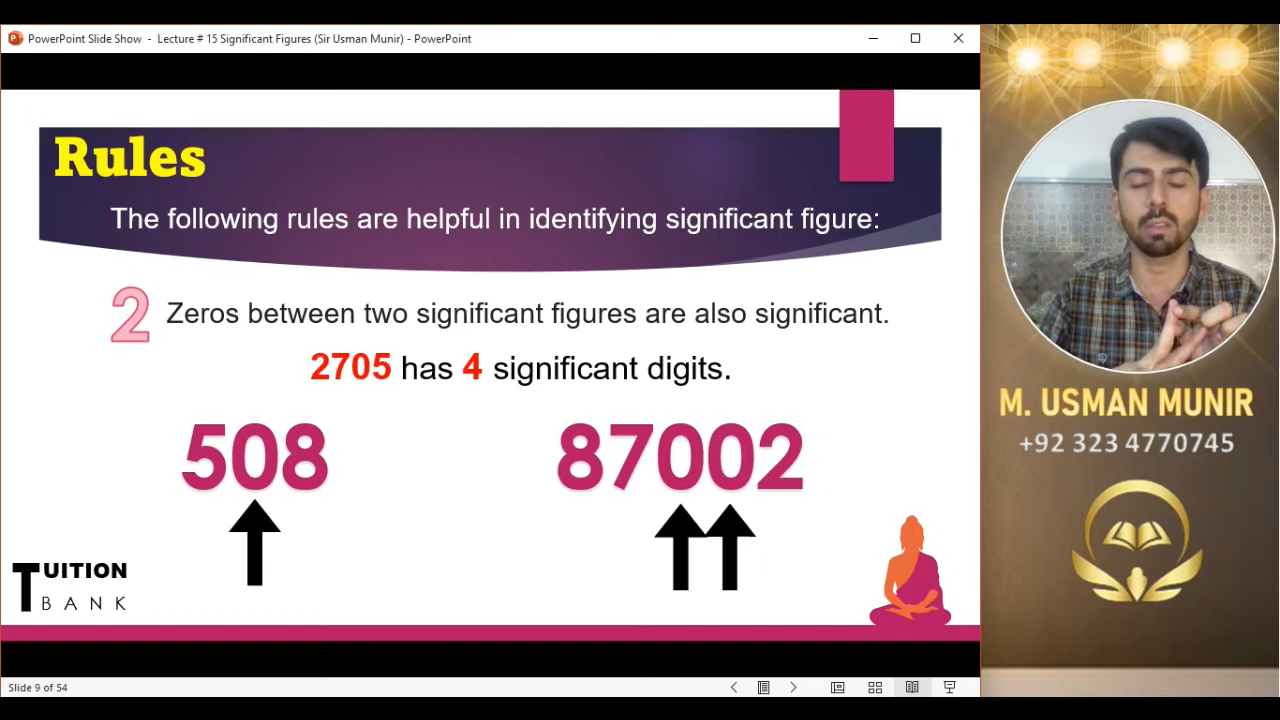 PowerPoint Slide Show - Lecture # 15 Significant Figures (Sir Usman Munir) - PowerPoint
Rules
The following rules are helpful in identifying significant figure:
2 Zeros between two significant figures are also significant.
2705 has 4 significant digits.
508 87002
TUITION
BANK
Slide 9 of 54
M. USMAN MUNIR
+92 323 4770745